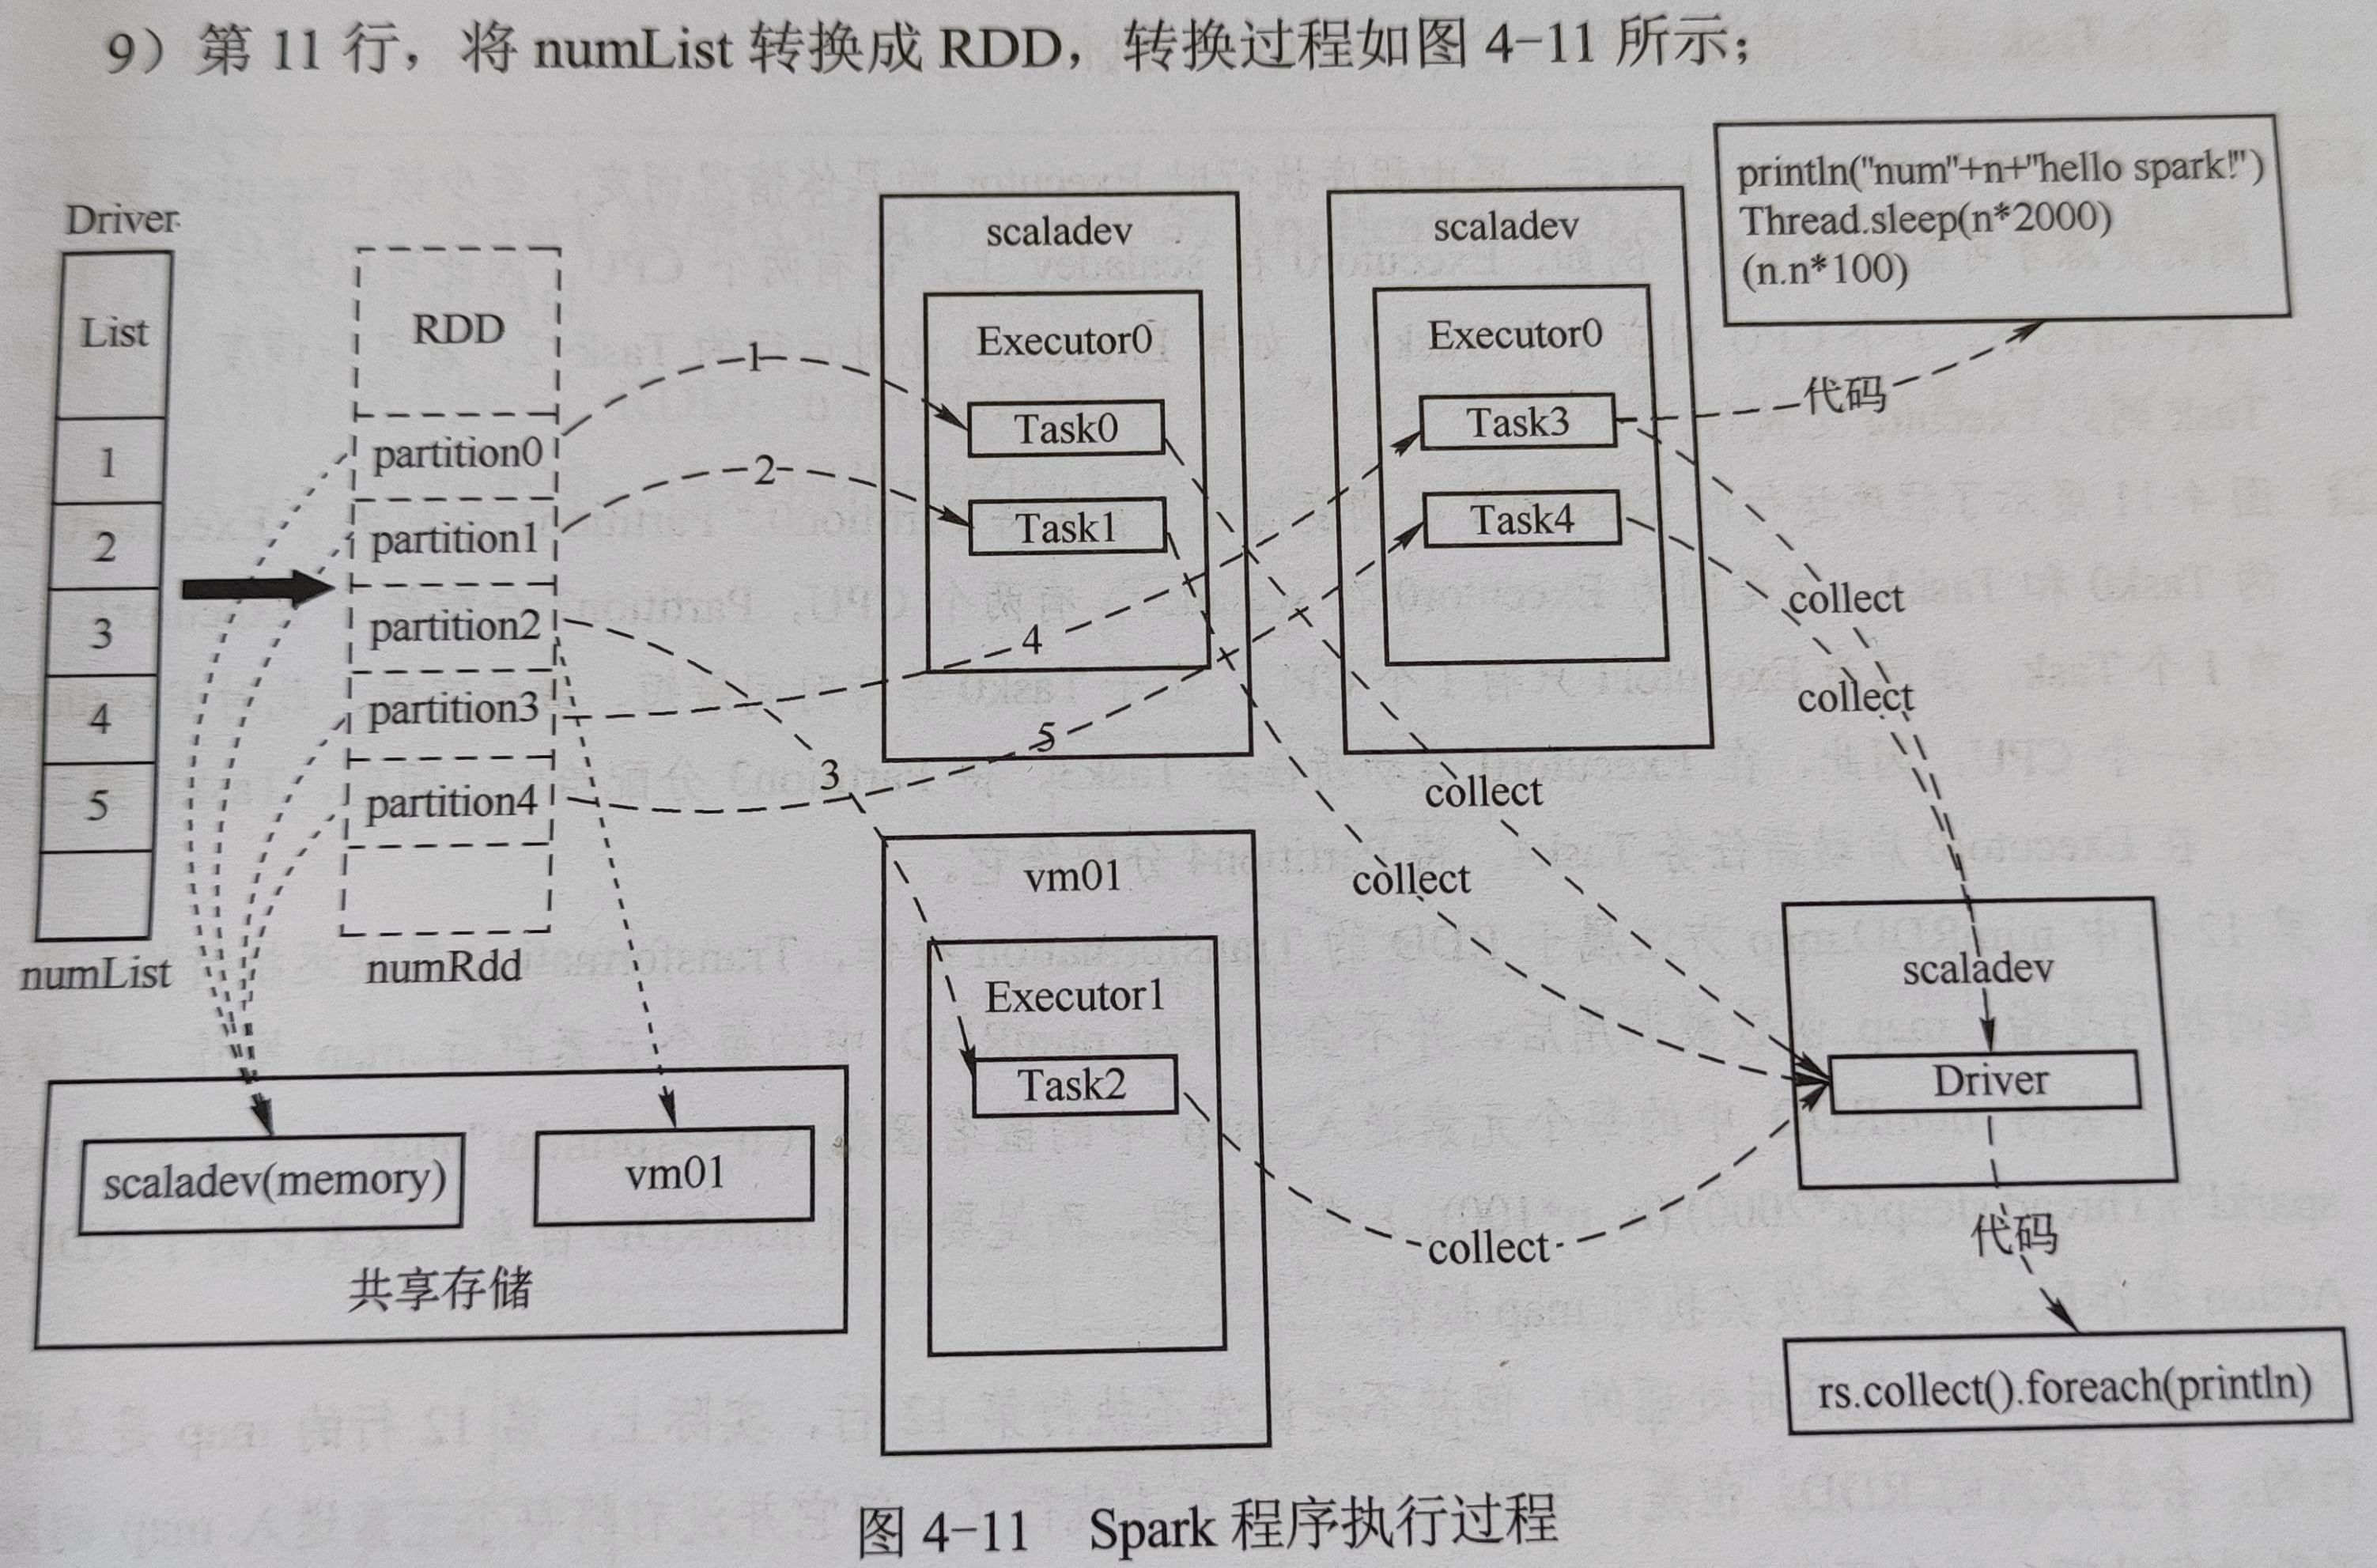 9）第 11 行，将 numList 转换成 RDD，转换过程如图 4-11 所示；
Driver
List
1
2
3
4
5
numList
RDD
partition0
partition1
partition2
partition3
partition4
numRdd
1
2
3
4
5
scaladev
Executor0
Task0
Task1
scaladev
Executor0
Task3
Task4
println("num"+n+"hello spark!")
Thread.sleep(n*2000)
(n.n*100)
代码
collect
collect
collect
collect
vm01
Executor1
Task2
collect
scaladev
Driver
代码
rs.collect().foreach(println)
scaladev(memory)
vm01
共享存储
图 4-11 Spark 程序执行过程